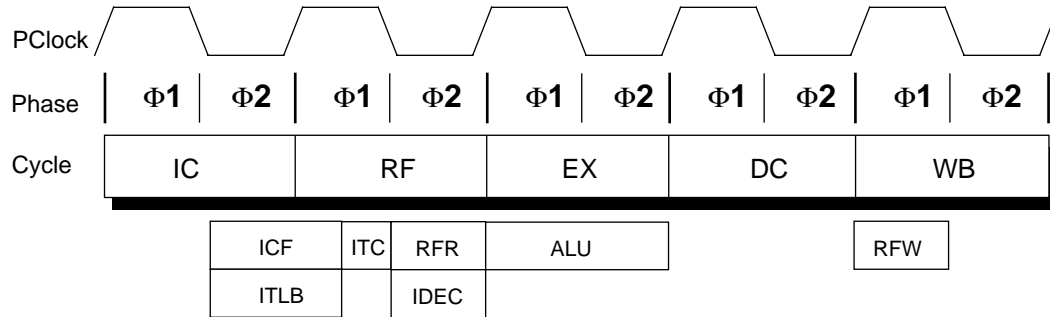 PClock
Phase Φ1 Φ2 Φ1 Φ2 Φ1 Φ2 Φ1 Φ2 Φ1 Φ2
Cycle IC RF EX DC WB
ICF ITC RFR ALU RFW
ITLB IDEC